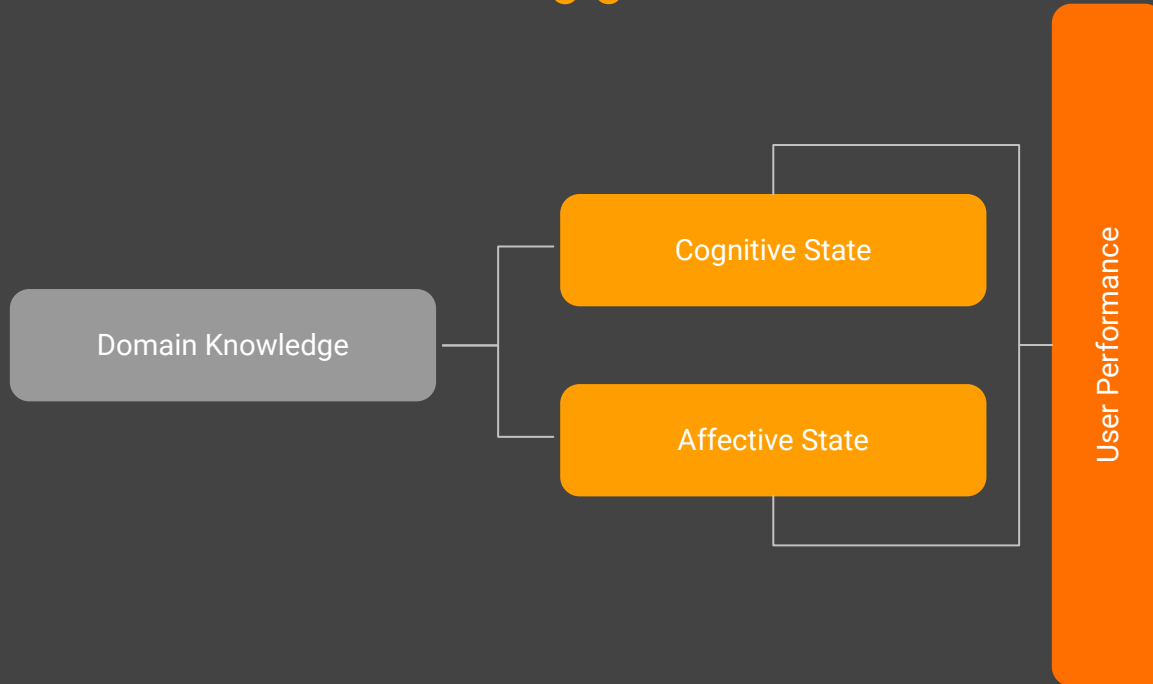 Cognitive State
Domain Knowledge
Affective State
User Performance